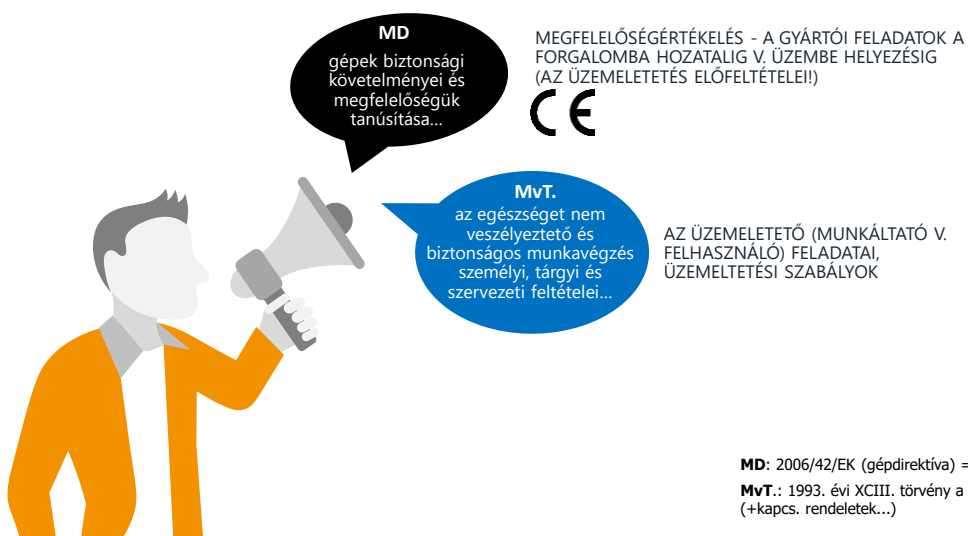 MD
gépek biztonsági
követelményei és
megfelelőségük
tanúsítása...
MEGFELELŐSÉGÉRTÉKELÉS - A GYÁRTÓI FELADATOK A
FORGALOMBA HOZATALIG V. ÜZEMBE HELYEZÉSIG
(AZ ÜZEMELETETÉS ELŐFELTÉTELEI!)
CE
MvT.
az egészséget nem
veszélyeztető és
biztonságos munkavégzés
személyi, tárgyi és
szervezeti feltételei...
AZ ÜZEMELETETŐ (MUNKÁLTATÓ V.
FELHASZNÁLÓ) FELADATAI,
ÜZEMELTETÉSI SZABÁLYOK
MD: 2006/42/EK (gépdirektíva) =
MvT.: 1993. évi XCIII. törvény a
(+kapcs. rendeletek...)